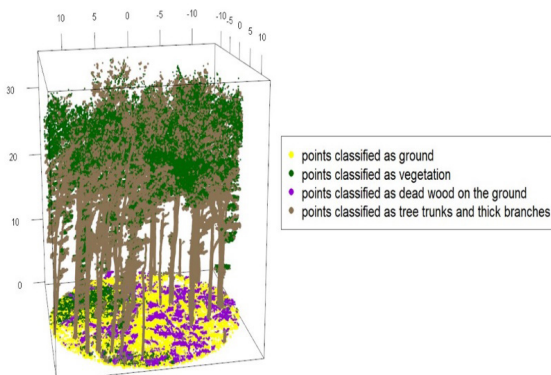 10 5 0 -5 -10 -10 -5 0 5 10
30
20
10
0
points classified as ground
points classified as vegetation
points classified as dead wood on the ground
points classified as tree trunks and thick branches